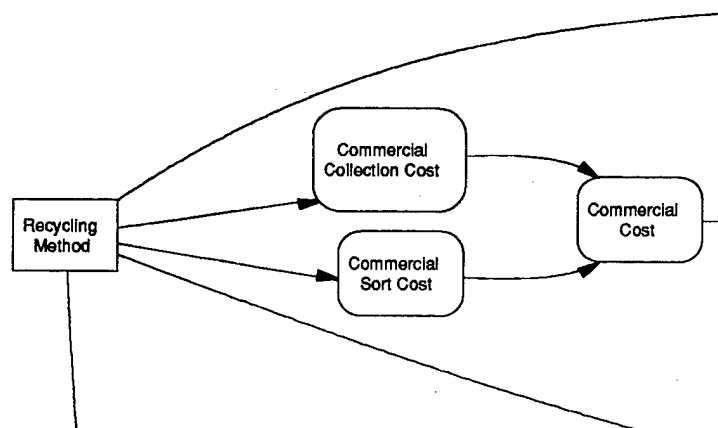 Commercial
Collection Cost
Recycling
Method
Commercial
Cost
Commercial
Sort Cost